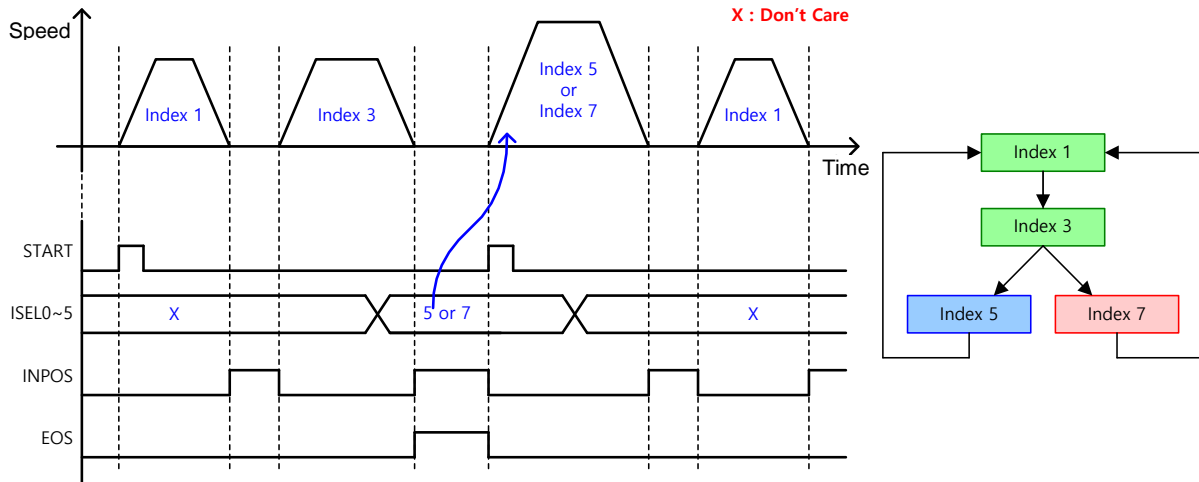 X : Don't Care
Speed
Index 1
Index 3
Index 5
or
Index 7
Index 1
Time
START
ISEL0~5
X
5 or 7
X
INPOS
EOS
Index 1
Index 3
Index 5
Index 7